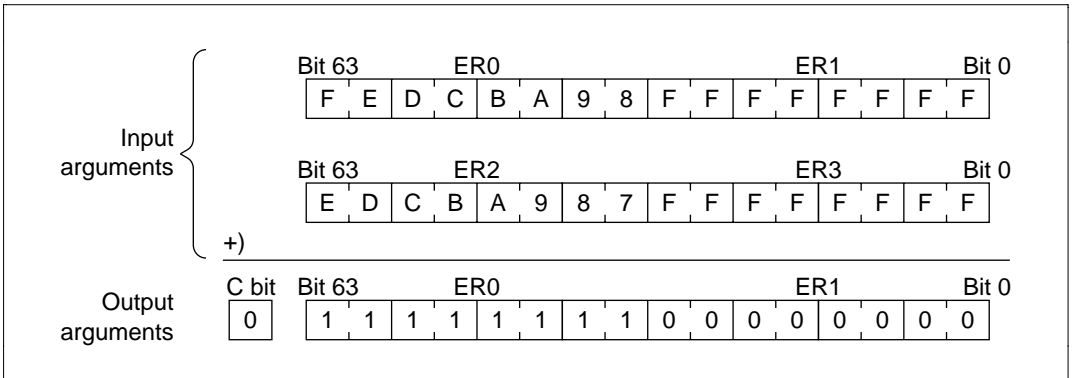 Bit 63 ER0 ER1 Bit 0
F E D C B A 9 8 F F F F F F F F
Input
arguments
Bit 63 ER2 ER3 Bit 0
E D C B A 9 8 7 F F F F F F F F
+)
C bit Bit 63 ER0 ER1 Bit 0
Output
arguments
0 1 1 1 1 1 1 1 1 0 0 0 0 0 0 0 0